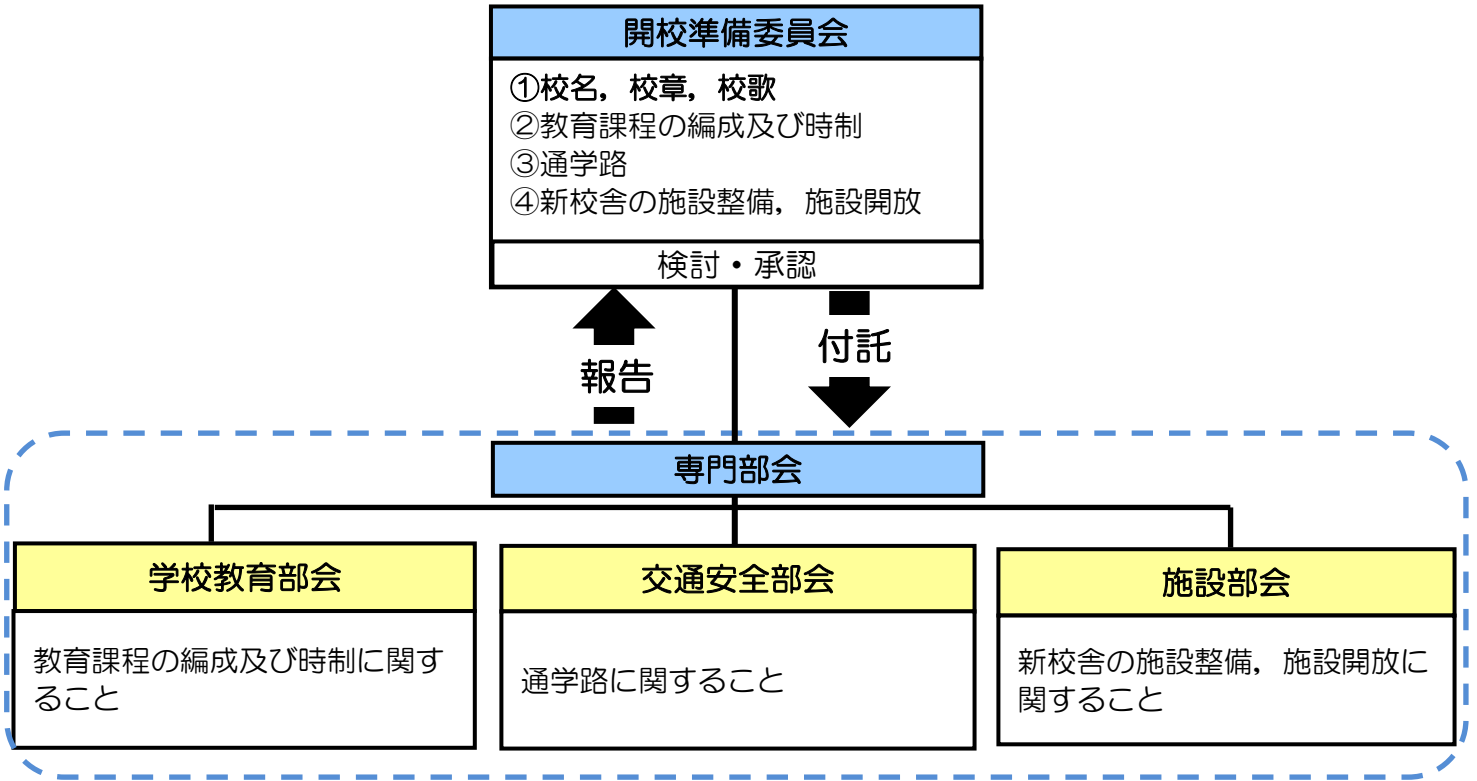 開校準備委員会
①校名，校章，校歌
②教育課程の編成及び時制
③通学路
④新校舎の施設整備，施設開放
検討・承認
報告
付託
専門部会
学校教育部会
教育課程の編成及び時制に関す
ること
交通安全部会
通学路に関すること
施設部会
新校舎の施設整備，施設開放に
関すること